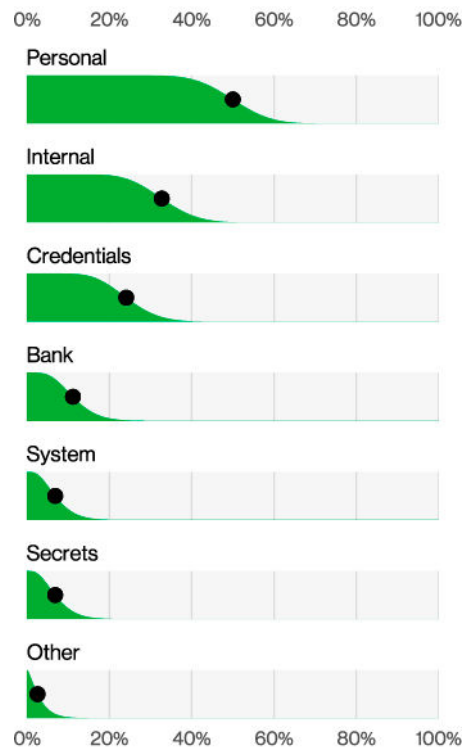 0% 20% 40% 60% 80% 100%
Personal
Internal
Credentials
Bank
System
Secrets
Other
0% 20% 40% 60% 80% 100%